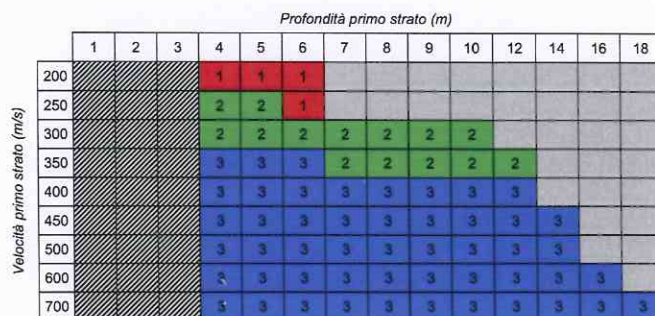 Profondità primo strato (m)
1 2 3 4 5 6 7 8 9 10 12 14 16 18
Velocità primo strato (m/s)
200 1 1 1
250 2 2 1
300 2 2 2 2 2 2 2
350 3 3 3 2 2 2 2 2
400 3 3 3 3 3 3 3 3
450 3 3 3 3 3 3 3 3 3
500 3 3 3 3 3 3 3 3 3
600 3 3 3 3 3 3 3 3 3 3
700 3 3 3 3 3 3 3 3 3 3 3